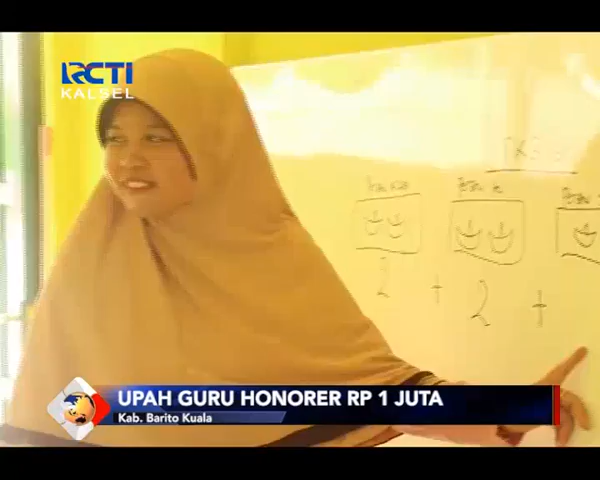 RCTI
KALSEL
2 + 2 +
UPAH GURU HONORER RP 1 JUTA
Kab. Barito Kuala